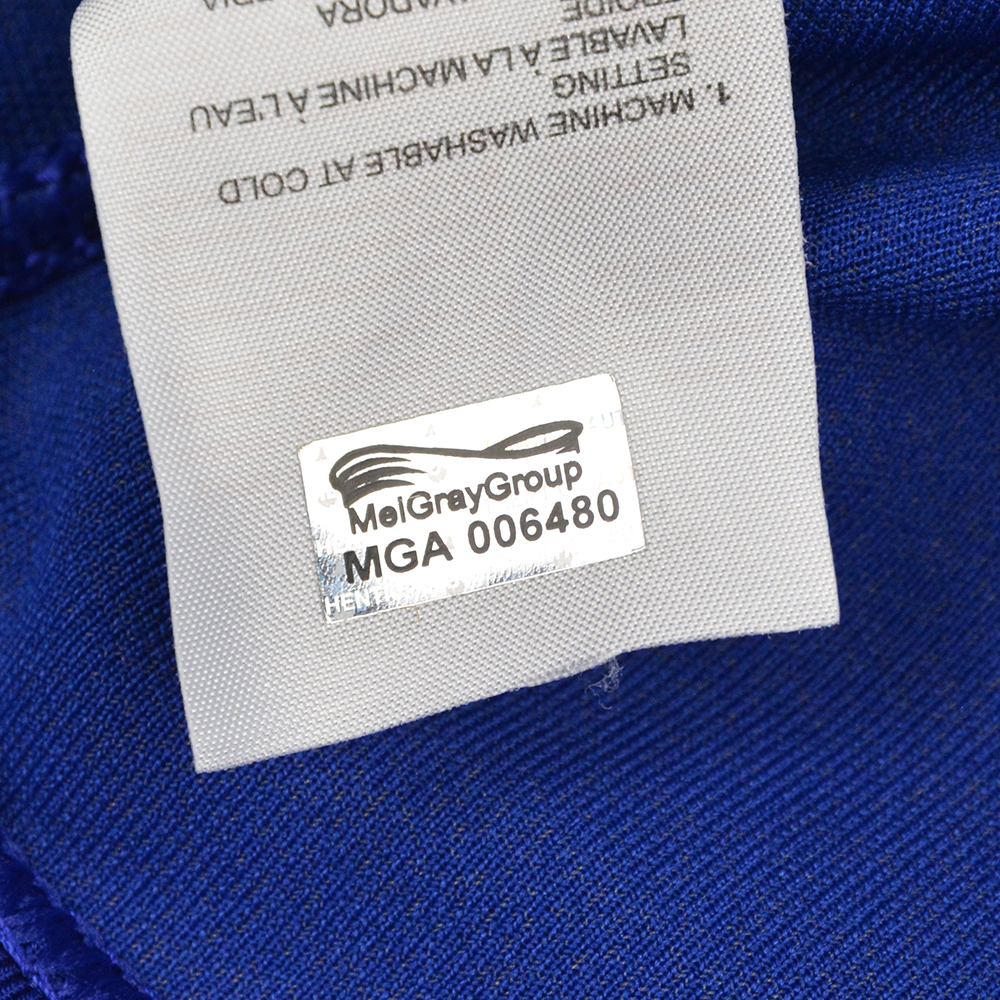 1. MACHINE WASHABLE AT COLD
SETTING
LAVABLE À LA MACHINE À L'EAU
MeiGrayGroup
MGA 006480